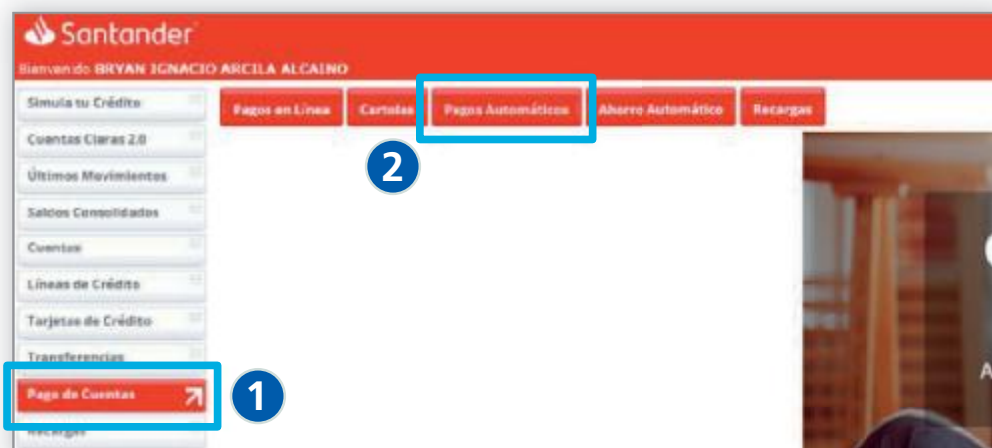 Santander
Bienvenido BRYAN IGNACIO ARCILA ALCAINO
Simula tu Crédito
Pagos en Línea
Cartolas
Pagos Automáticos
Ahorro Automático
Recargas
Cuentas Claras 2.0
2
Últimos Movimientos
Saldos Consolidados
Cuentas
Líneas de Crédito
Tarjetas de Crédito
Transferencias
Pago de Cuentas
1
Recargas
A